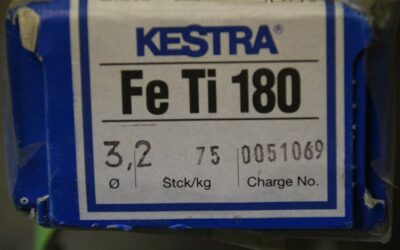 KESTRA®
Fe Ti 180
3,2 75 0051069
Ø Stck/kg Charge No.